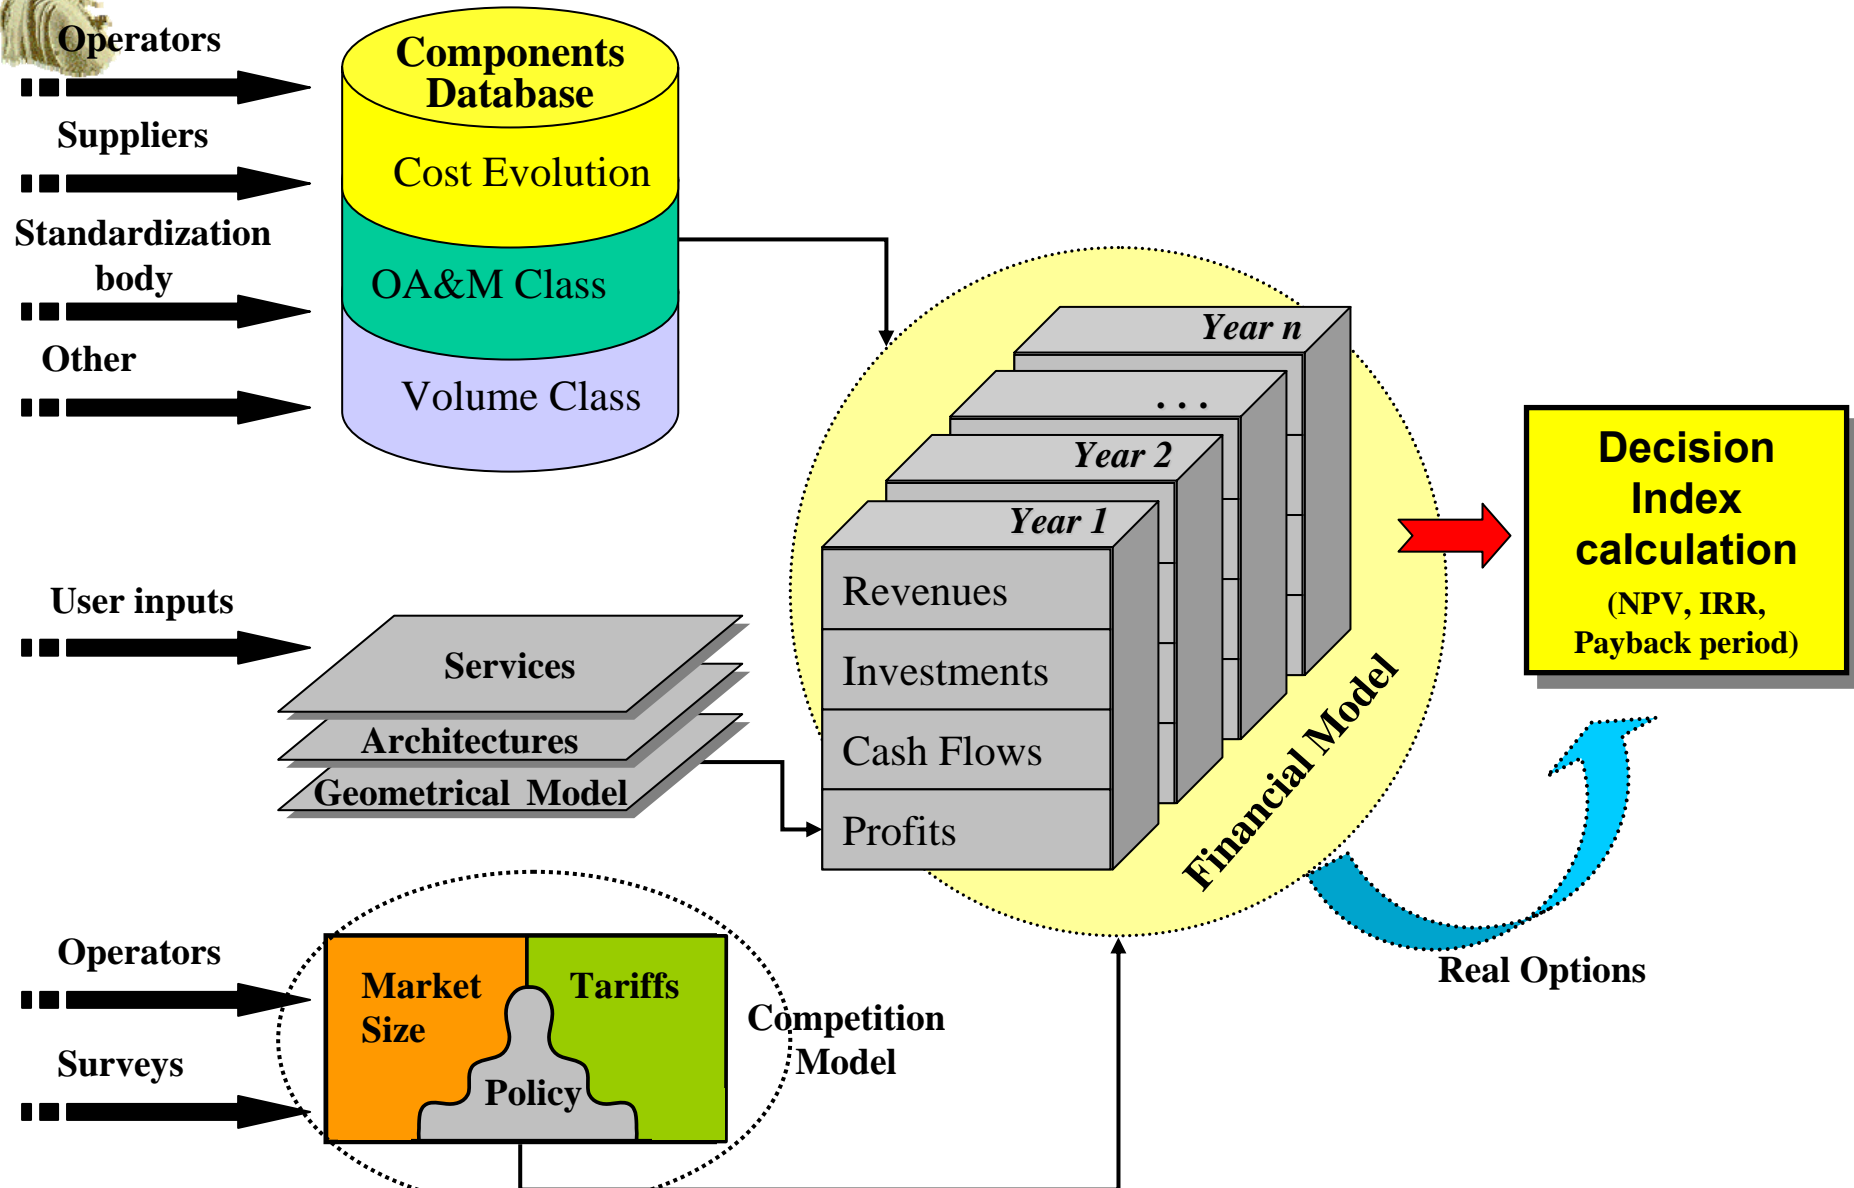 Operators
Suppliers
Standardization
body
Other
Components
Database
Cost Evolution
OA&M Class
Volume Class
User inputs
Services
Architectures
Geometrical Model
Operators
Surveys
Market
Size
Tariffs
Policy
Competition
Model
Year n
. . .
Year 2
Year 1
Revenues
Investments
Cash Flows
Profits
Financial Model
Decision
Index
calculation
(NPV, IRR,
Payback period)
Real Options